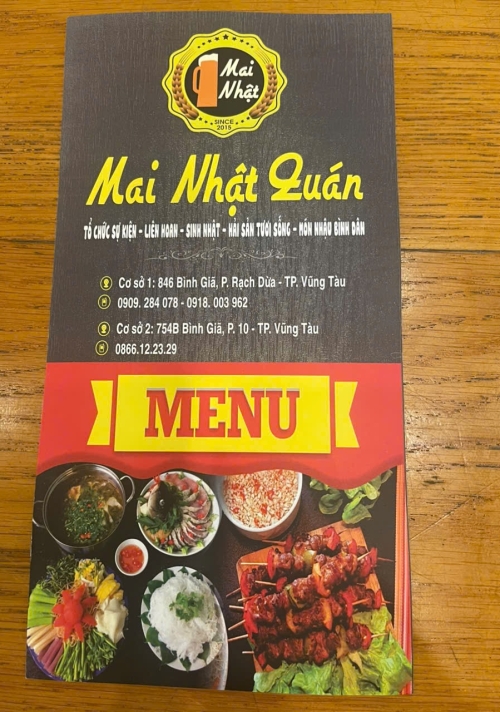 Mai
Nhật
SINCE
2015
Mai Nhật Quán
TỔ CHỨC SỰ KIỆN - LIÊN HOAN - SINH NHẬT - HẢI SẢN TƯƠI SỐNG - MÓN NHẬU BÌNH DÂN
Cơ sở 1: 846 Bình Giã, P. Rạch Dừa - TP. Vũng Tàu
0909. 284 078 - 0918. 003 962
Cơ sở 2: 754B Bình Giã, P. 10 - TP. Vũng Tàu
0866.12.23.29
MENU